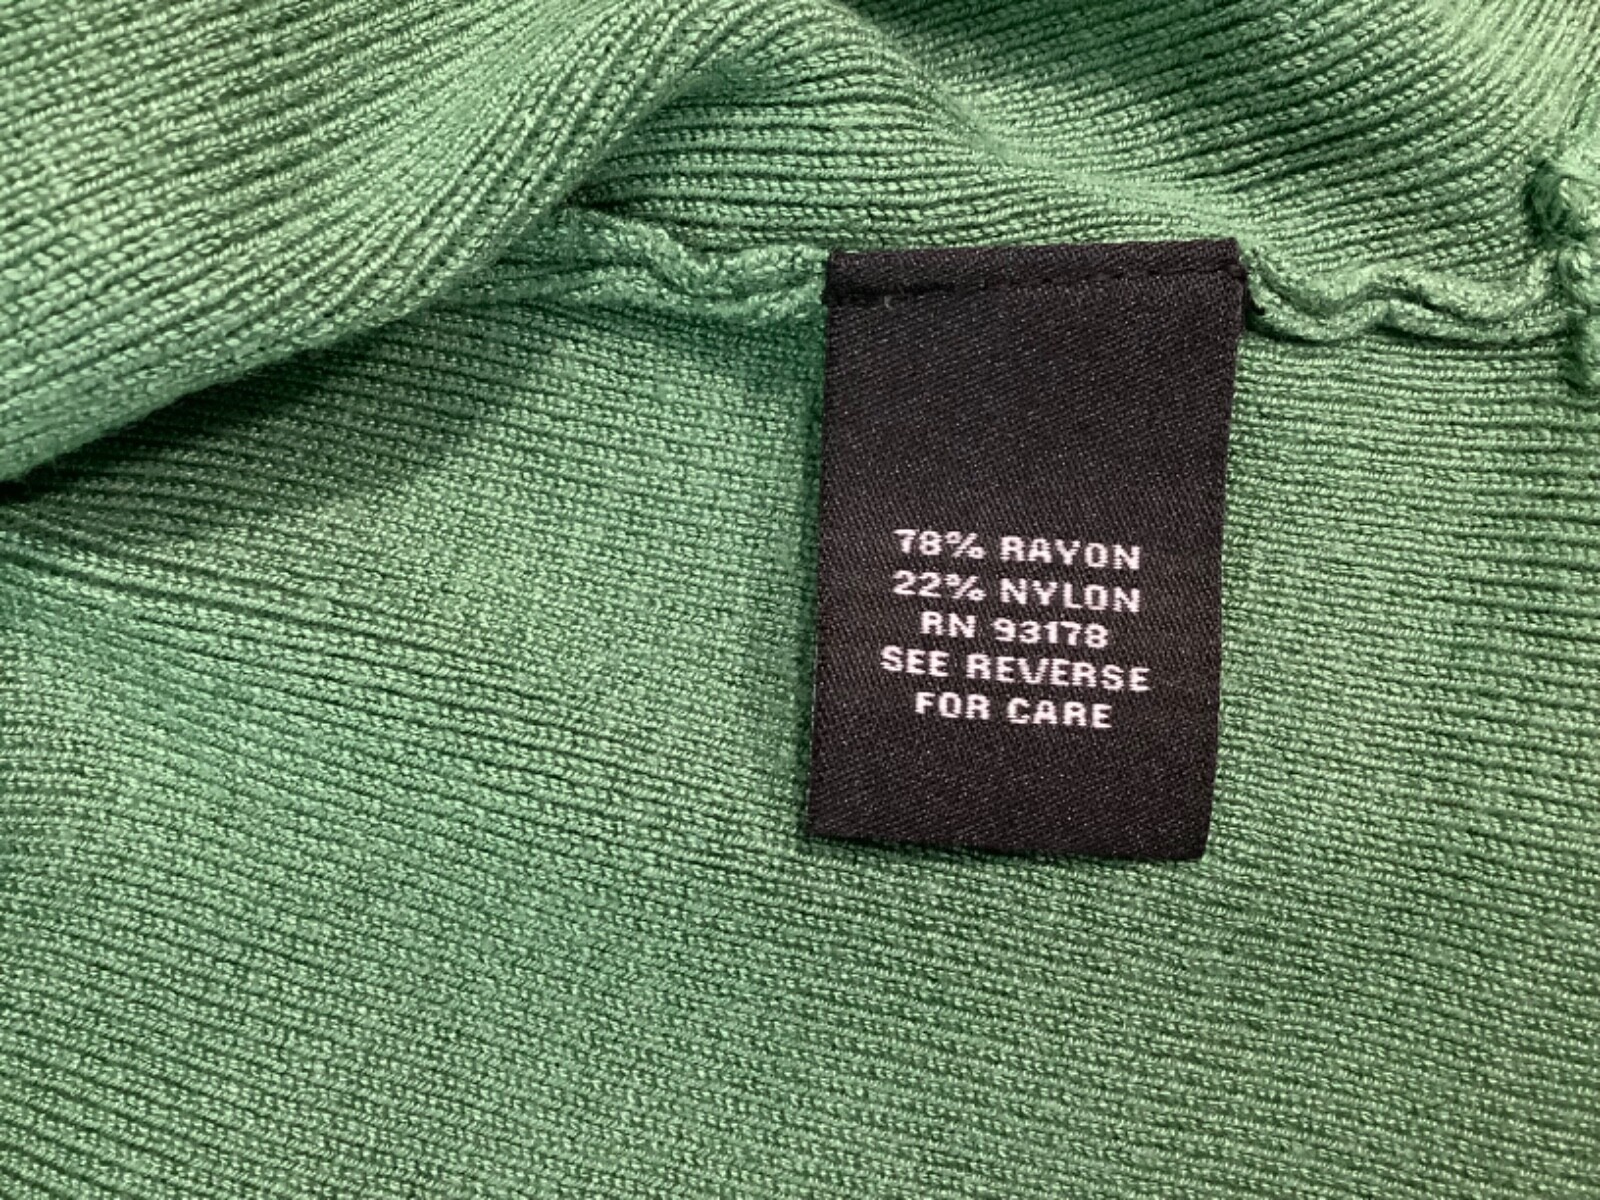 78% RAYON
22% NYLON
RN 93178
SEE REVERSE
FOR CARE